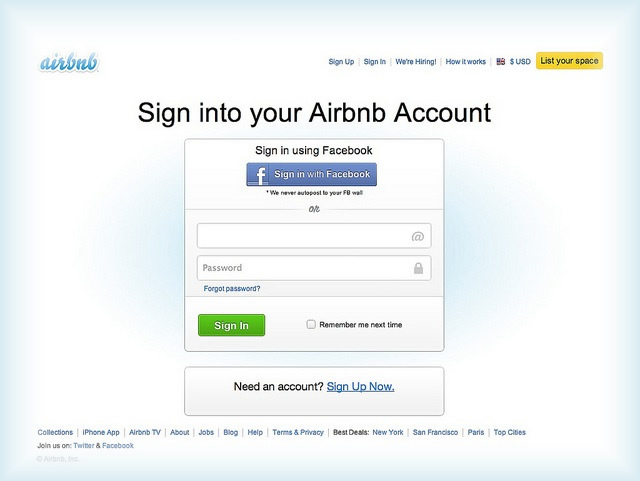 airbnb
Sign Up | Sign In | We're Hiring! | How it works | $ USD
List your space
Sign into your Airbnb Account
Sign in using Facebook
f Sign in with Facebook
* We never autopost to your FB wall
OR
@
Password
Forgot password?
Sign In
Remember me next time
Need an account? Sign Up Now.
Collections | iPhone App | Airbnb TV | About | Jobs | Blog | Help | Terms & Privacy | Best Deals: New York | San Francisco | Paris | Top Cities
Join us on: Twitter & Facebook
© Airbnb, Inc.